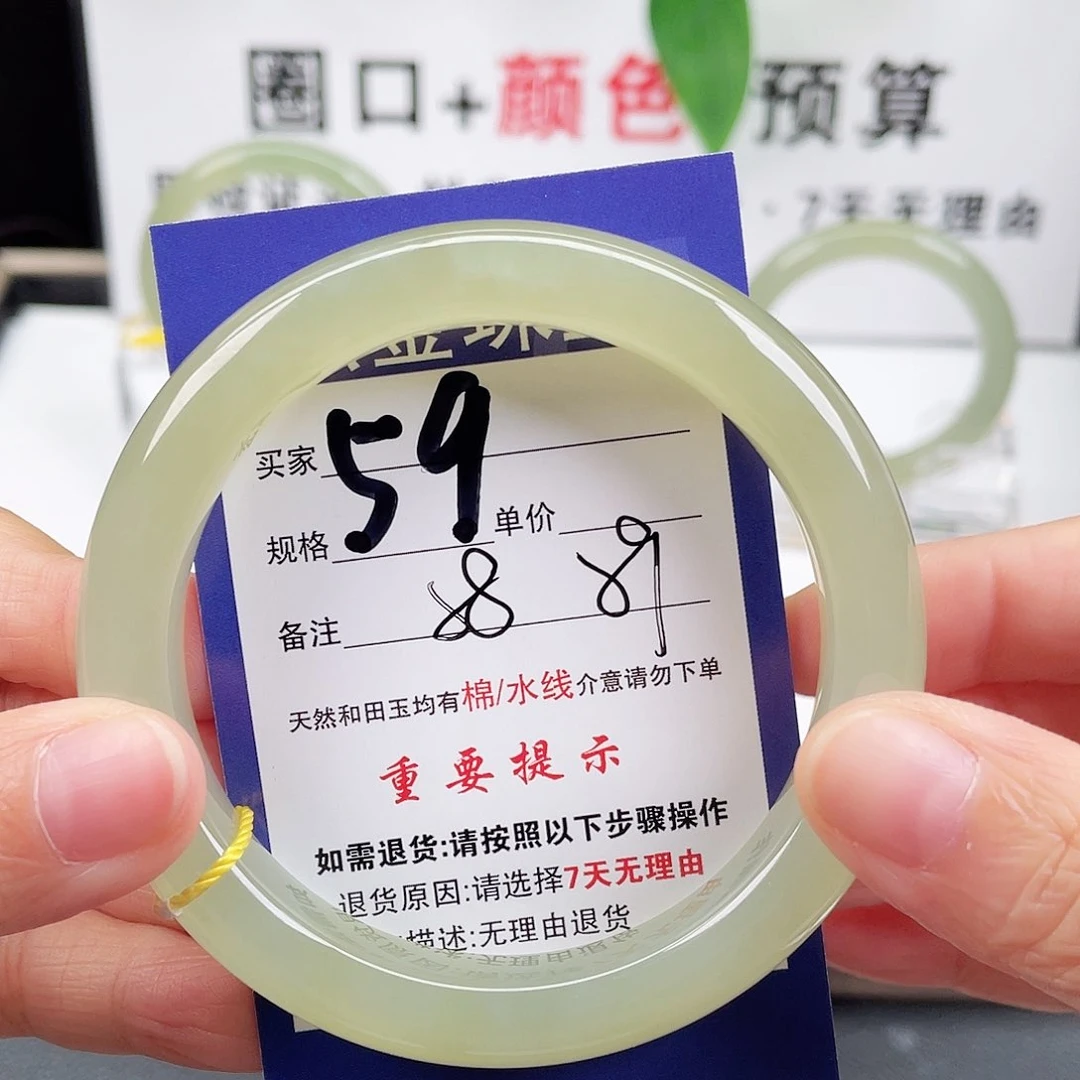 圈口+颜色 预算
7天无理由
买家
59
规格 单价
备注
天然和田玉均有棉/水线介意请勿下单
重要提示
如需退货:请按照以下步骤操作
退货原因:请选择7天无理由
描述:无理由退货